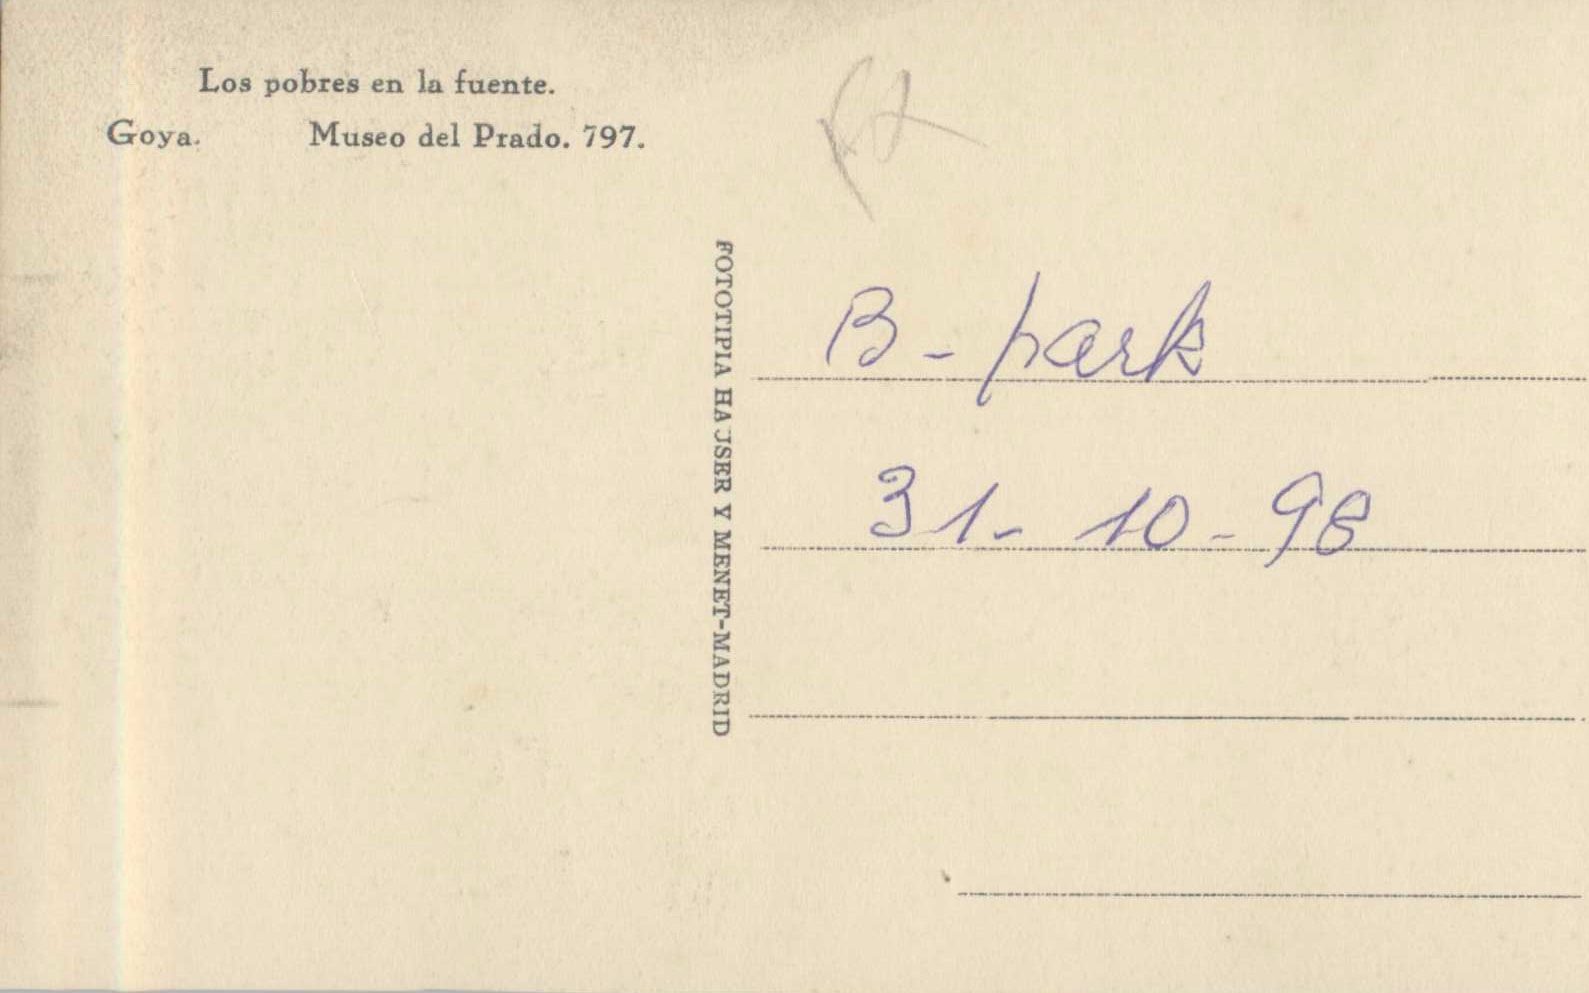 Los pobres en la fuente.
Goya. Museo del Prado. 797.
FOTOTIPIA HAUSER Y MENET-MADRID
B - park
31 - 10 - 98